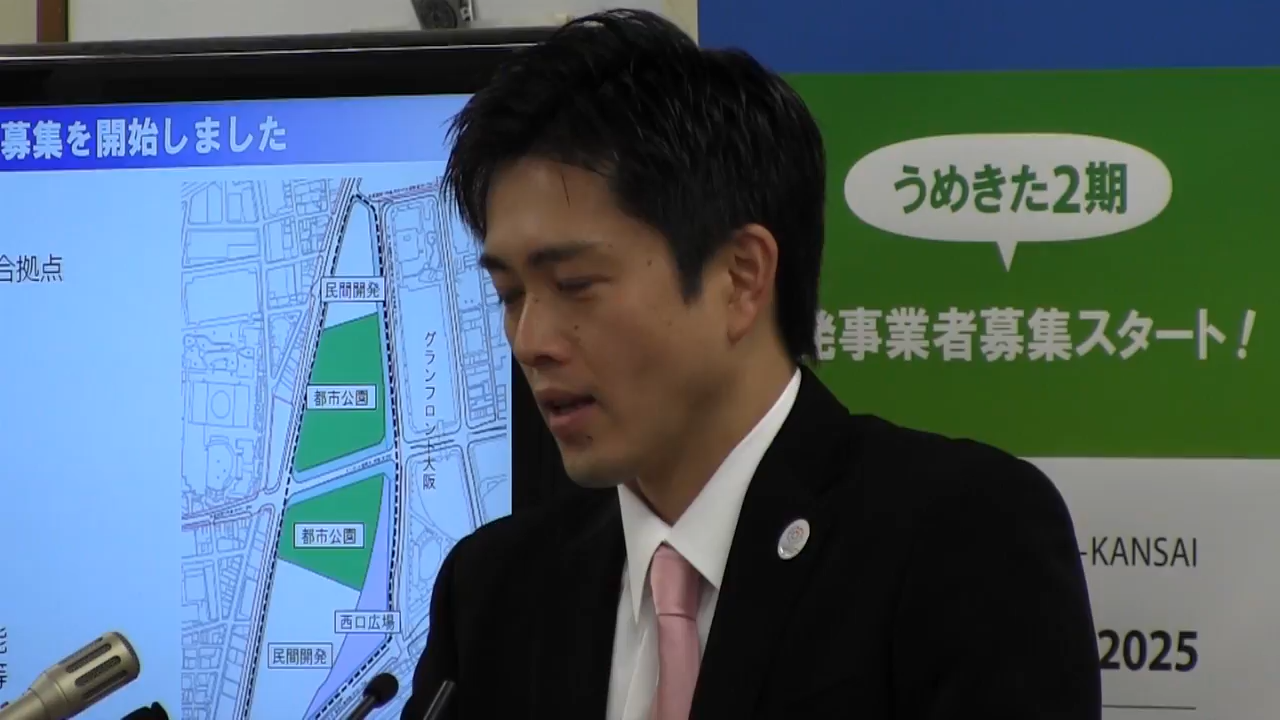 募集を開始しました
合拠点
民間開発
都市公園
グランフロント大阪
都市公園
西口広場
民間開発
うめきた2期
発事業者募集スタート!
-KANSAI
2025